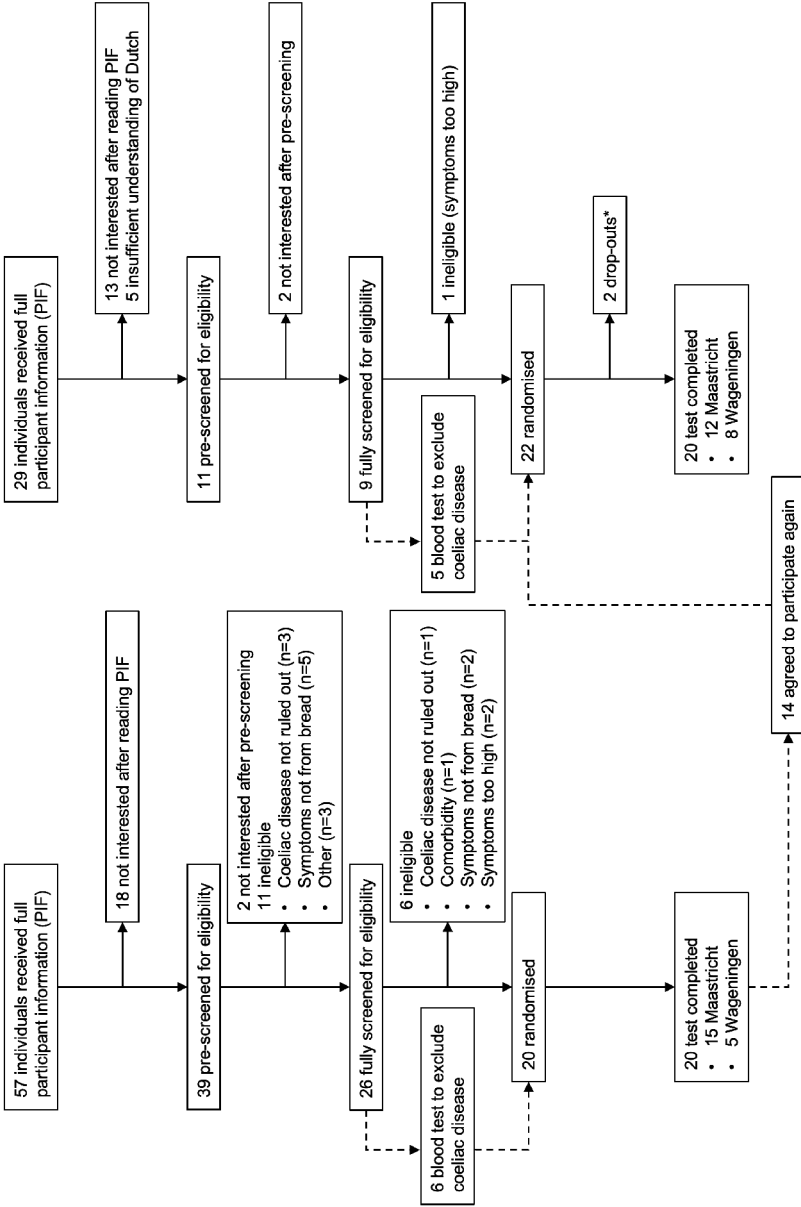 57 individuals received full
participant information (PIF)
18 not interested after reading PIF
39 pre-screened for eligibility
2 not interested after pre-screening
11 ineligible
• Coeliac disease not ruled out (n=3)
• Symptoms not from bread (n=5)
• Other (n=3)
26 fully screened for eligibility
6 blood test to exclude
coeliac disease
6 ineligible
• Coeliac disease not ruled out (n=1)
• Comorbidity (n=1)
• Symptoms not from bread (n=2)
• Symptoms too high (n=2)
20 randomised
20 test completed
• 15 Maastricht
• 5 Wageningen
14 agreed to participate again
29 individuals received full
participant information (PIF)
13 not interested after reading PIF
5 insufficient understanding of Dutch
11 pre-screened for eligibility
2 not interested after pre-screening
9 fully screened for eligibility
5 blood test to exclude
coeliac disease
1 ineligible (symptoms too high)
22 randomised
2 drop-outs*
20 test completed
• 12 Maastricht
• 8 Wageningen